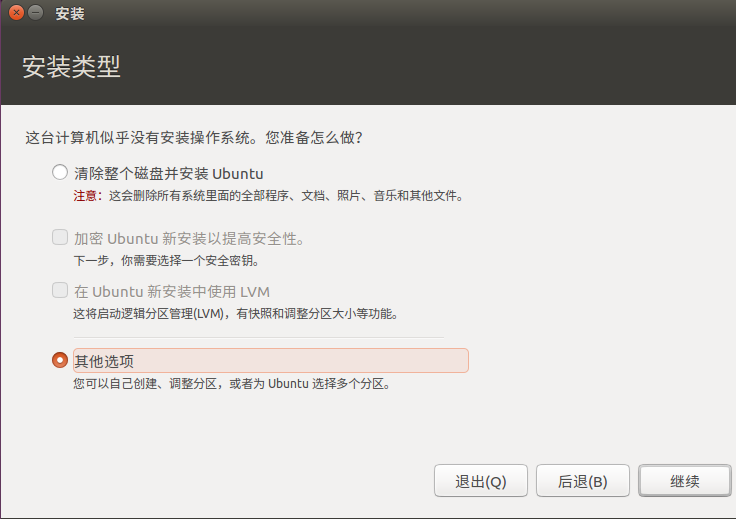 安装
安装类型
这台计算机似乎没有安装操作系统。您准备怎么做?
清除整个磁盘并安装 Ubuntu
注意：这会删除所有系统里面的全部程序、文档、照片、音乐和其他文件。
加密 Ubuntu 新安装以提高安全性。
下一步，你需要选择一个安全密钥。
在 Ubuntu 新安装中使用 LVM
这将启动逻辑分区管理(LVM)，有快照和调整分区大小等功能。
其他选项
您可以自己创建、调整分区，或者为 Ubuntu 选择多个分区。
退出(Q) 后退(B) 继续